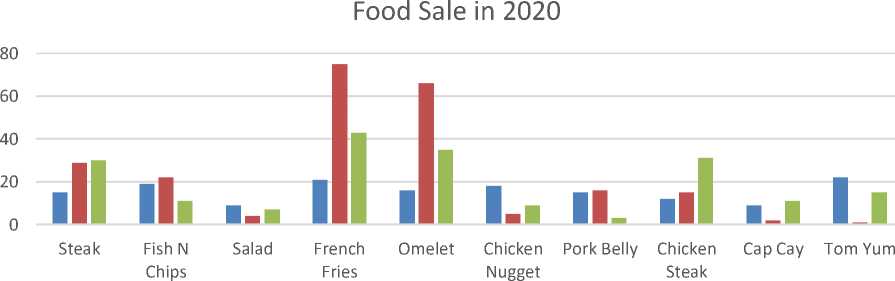 Food Sale in 2020
80
60
40
20
0
Steak
Fish N
Chips
Salad
French
Fries
Omelet
Chicken
Nugget
Pork Belly
Chicken
Steak
Cap Cay
Tom Yum